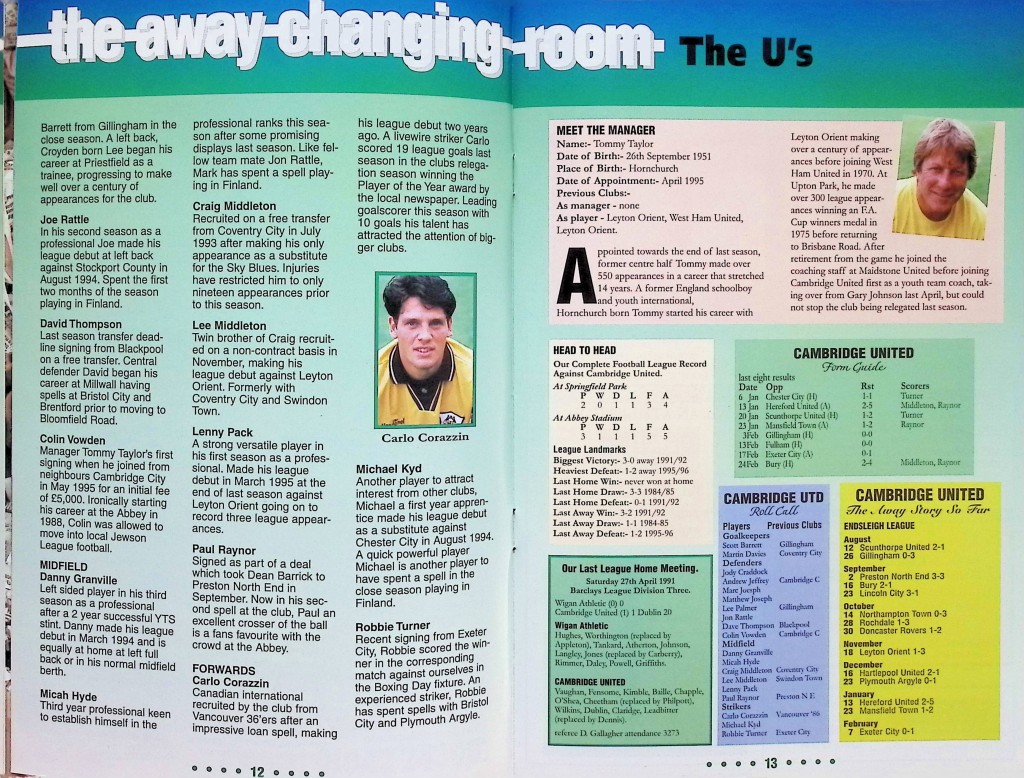 the away changing room The U's
Barrett from Gillingham in the
close season. A left back,
Croyden born Lee began his
career at Priestfield as a
trainee, progressing to make
well over a century of
appearances for the club.
Joe Rattle
In his second season as a
professional Joe made his
league debut at left back
against Stockport County in
August 1994. Spent the first
two months of the season
playing in Finland.
David Thompson
Last season transfer dead-
line signing from Blackpool
on a free transfer. Central
defender David began his
career at Millwall having
spells at Bristol City and
Brentford prior to moving to
Bloomfield Road.
Colin Vowden
Manager Tommy Taylor's first
signing when he joined from
neighbours Cambridge City
in May 1995 for an initial fee
of £5,000. Ironically starting
his career at the Abbey in
1988, Colin was allowed to
move into local Jewson
League football.
MIDFIELD
Danny Granville
Left sided player in his third
season as a professional
after a 2 year successful YTS
stint. Danny made his league
debut in March 1994 and is
equally at home at left full
back or in his normal midfield
berth.
Micah Hyde
Third year professional keen
to establish himself in the
professional ranks this sea-
son after some promising
displays last season. Like fel-
low team mate Jon Rattle,
Mark has spent a spell play-
ing in Finland.
Craig Middleton
Recruited on a free transfer
from Coventry City in July
1993 after making his only
appearance as a substitute
for the Sky Blues. Injuries
have restricted him to only
nineteen appearances prior
to this season.
Lee Middleton
Twin brother of Craig recruit-
ed on a non-contract basis in
November, making his
league debut against Leyton
Orient. Formerly with
Coventry City and Swindon
Town.
Lenny Pack
A strong versatile player in
his first season as a profes-
sional. Made his league
debut in March 1995 at the
end of last season against
Leyton Orient going on to
record three league appear-
ances.
Paul Raynor
Signed as part of a deal
which took Dean Barrick to
Preston North End in
September. Now in his sec-
ond spell at the club, Paul an
excellent crosser of the ball
is a fans favourite with the
crowd at the Abbey.
FORWARDS
Carlo Corazzin
Canadian international
recruited by the club from
Vancouver 36'ers after an
impressive loan spell, making
his league debut two years
ago. A livewire striker Carlo
scored 19 league goals last
season in the clubs relega-
tion season winning the
Player of the Year award by
the local newspaper. Leading
goalscorer this season with
10 goals his talent has
attracted the attention of big-
ger clubs.
Carlo Corazzin
Michael Kyd
Another player to attract
interest from other clubs,
Michael a first year appren-
tice made his league debut
as a substitute against
Chester City in August 1994.
A quick powerful player
Michael is another player to
have spent a spell in the
close season playing in
Finland.
Robbie Turner
Recent signing from Exeter
City, Robbie scored the win-
ner in the corresponding
match against ourselves in
the Boxing Day fixture. An
experienced striker, Robbie
has spent spells with Bristol
City and Plymouth Argyle.
12
MEET THE MANAGER
Name:- Tommy Taylor
Date of Birth:- 26th September 1951
Place of Birth:- Hornchurch
Date of Appointment:- April 1995
Previous Clubs:-
As manager - none
As player - Leyton Orient, West Ham United,
Leyton Orient.
Appointed towards the end of last season,
former centre half Tommy made over
550 appearances in a career that stretched
14 years. A former England schoolboy
and youth international,
Hornchurch born Tommy started his career with
Leyton Orient making
over a century of appear-
ances before joining West
Ham United in 1970. At
Upton Park, he made
over 300 league appear-
ances winning an F.A.
Cup winners medal in
1975 before returning
to Brisbane Road. After
retirement from the game he joined the
coaching staff at Maidstone United before joining
Cambridge United first as a youth team coach, tak-
ing over from Gary Johnson last April, but could
not stop the club being relegated last season.
HEAD TO HEAD
Our Complete Football League Record
Against Cambridge United.
At Springfield Park
P W D L F A
2 0 1 1 3 4
At Abbey Stadium
P W D L F A
3 1 1 1 5 5
League Landmarks
Biggest Victory:- 3-0 away 1991/92
Heaviest Defeat:- 1-2 away 1995/96
Last Home Win:- never won at home
Last Home Draw:- 3-3 1984/85
Last Home Defeat:- 0-1 1991/92
Last Away Win:- 3-2 1991/92
Last Away Draw:- 1-1 1984-85
Last Away Defeat:- 1-2 1995-96
CAMBRIDGE UNITED
Form Guide
last eight results
Date Opp Rst Scorers
6 Jan Chester City (H) 1-1 Turner
13 Jan Hereford United (A) 2-5 Middleton, Raynor
20 Jan Scunthorpe United (H) 1-2 Turner
23 Jan Mansfield Town (A) 1-2 Raynor
3Feb Gillingham (H) 0-0
13Feb Fulham (H) 0-0
17Feb Exeter City (A) 0-1
24Feb Bury (H) 2-4 Middleton, Raynor
Our Last League Home Meeting.
Saturday 27th April 1991
Barclays League Division Three.
Wigan Athletic (0) 0
Cambridge United (1) 1 Dublin 20
Wigan Athletic
Hughes, Worthington (replaced by
Appleton), Tankard, Atherton, Johnson,
Langley, Jones (replaced by Carberry),
Rimmer, Daley, Powell, Griffiths.
CAMBRIDGE UNITED
Vaughan, Fensome, Kimble, Baille, Chapple,
O'Shea, Cheetham (replaced by Philpott),
Wilkins, Dublin, Claridge, Leadbitter
(replaced by Dennis).
referee D. Gallagher attendance 3273
CAMBRIDGE UTD
Roll Call
Players Previous Clubs
Goalkeepers
Scott Barrett Gillingham
Martin Davies Coventry City
Defenders
Jody Craddock
Andrew Jeffrey Cambridge C
Marc Joesph
Matthew Joseph
Lee Palmer Gillingham
Jon Rattle
Dave Thompson Blackpool
Colin Vowden Cambridge C
Midfield
Danny Granville
Micah Hyde
Craig Middleton Coventry City
Lee Middleton Swindon Town
Lenny Pack
Paul Raynor Preston N E
Strikers
Carlo Corazzin Vancouver '86
Michael Kyd
Robbie Turner Exeter City
CAMBRIDGE UNITED
The Away Story So Far
ENDSLEIGH LEAGUE
August
12 Scunthorpe United 2-1
26 Gillingham 0-3
September
2 Preston North End 3-3
16 Bury 2-1
23 Lincoln City 3-1
October
14 Northampton Town 0-3
28 Rochdale 1-3
30 Doncaster Rovers 1-2
November
18 Leyton Orient 1-3
December
16 Hartlepool United 2-1
23 Plymouth Argyle 0-1
January
13 Hereford United 2-5
23 Mansfield Town 1-2
February
7 Exeter City 0-1
13